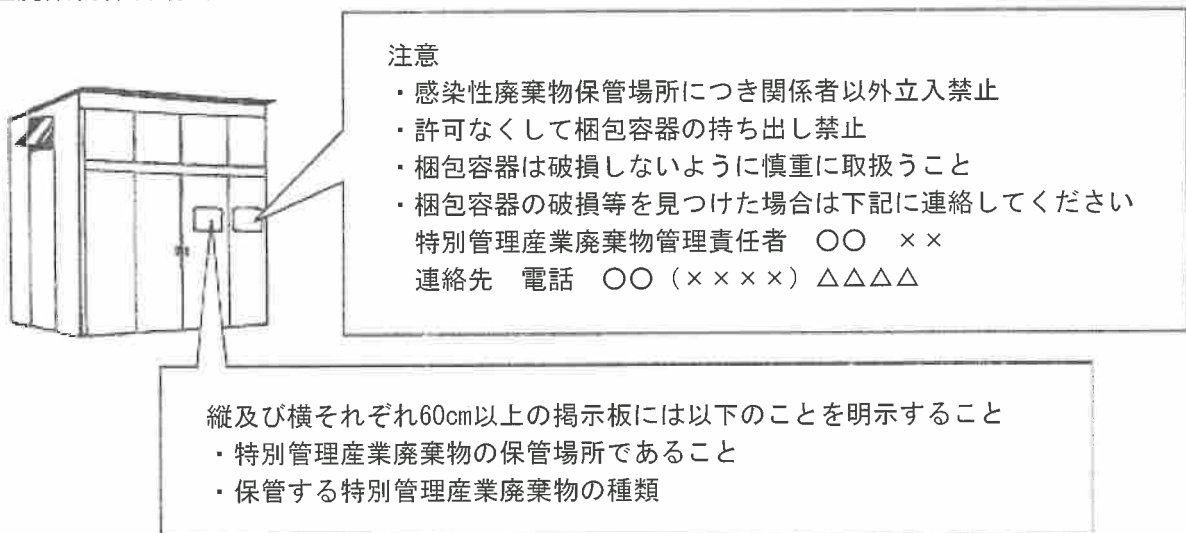 注意
・感染性廃棄物保管場所につき関係者以外立入禁止
・許可なくして梱包容器の持ち出し禁止
・梱包容器は破損しないように慎重に取扱うこと
・梱包容器の破損等を見つけた場合は下記に連絡してください
特別管理産業廃棄物管理責任者　○○　××
連絡先　電話　○○（××××）△△△△
縦及び横それぞれ60cm以上の掲示板には以下のことを明示すること
・特別管理産業廃棄物の保管場所であること
・保管する特別管理産業廃棄物の種類